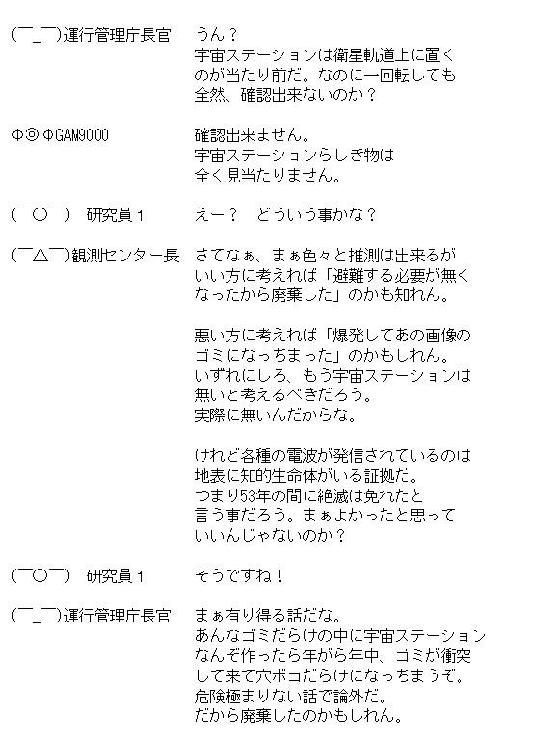 (￣_￣)運行管理庁長官　うん？
宇宙ステーションは衛星軌道上に置く
のが当たり前だ。なのに一回転しても
全然、確認出来ないのか？
Φ◎ΦGAM9000　確認出来ません。
宇宙ステーションらしき物は
全く見当たりません。
(　○　)　研究員１　えー？　どういう事かな？
(￣△￣)観測センター長　さてなぁ、まぁ色々と推測は出来るが
いい方に考えれば「避難する必要が無く
なったから廃棄した」のかも知れん。
悪い方に考えれば「爆発してあの画像の
ゴミになっちまった」のかもしれん。
いずれにしろ、もう宇宙ステーションは
無いと考えるべきだろう。
実際に無いんだからな。
けれど各種の電波が発信されているのは
地表に知的生命体がいる証拠だ。
つまり53年の間に絶滅は免れたと
言う事だろう。まぁよかったと思って
いいんじゃないのか？
(￣○￣)　研究員１　そうですね！
(￣_￣)運行管理庁長官　まぁ有り得る話だな。
あんなゴミだらけの中に宇宙ステーション
なんぞ作ったら年がら年中、ゴミが衝突
して来て穴ボコだらけになっちまうぞ。
危険極まりない話で論外だ。
だから廃棄したのかもしれん。